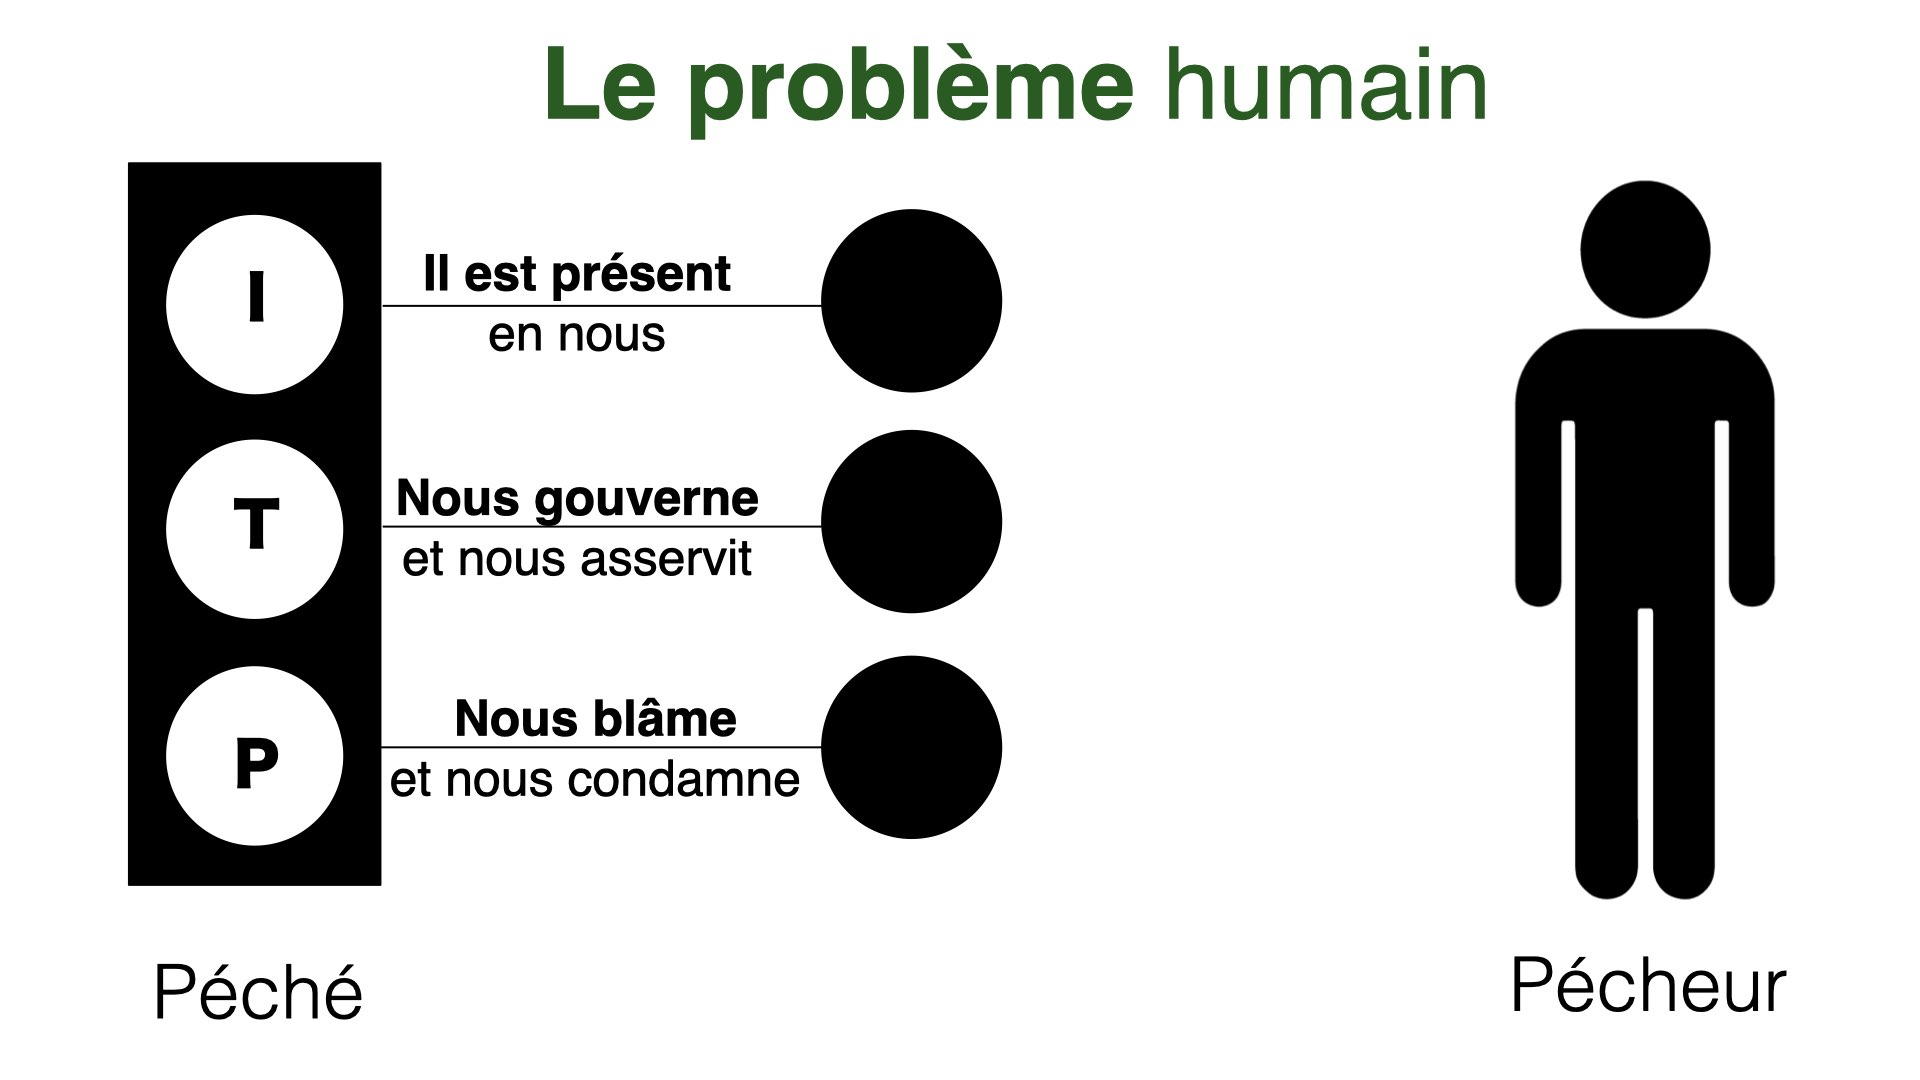 Le problème humain
I
Il est présent
en nous
T
Nous gouverne
et nous asservit
P
Nous blâme
et nous condamne
Péché
Pécheur